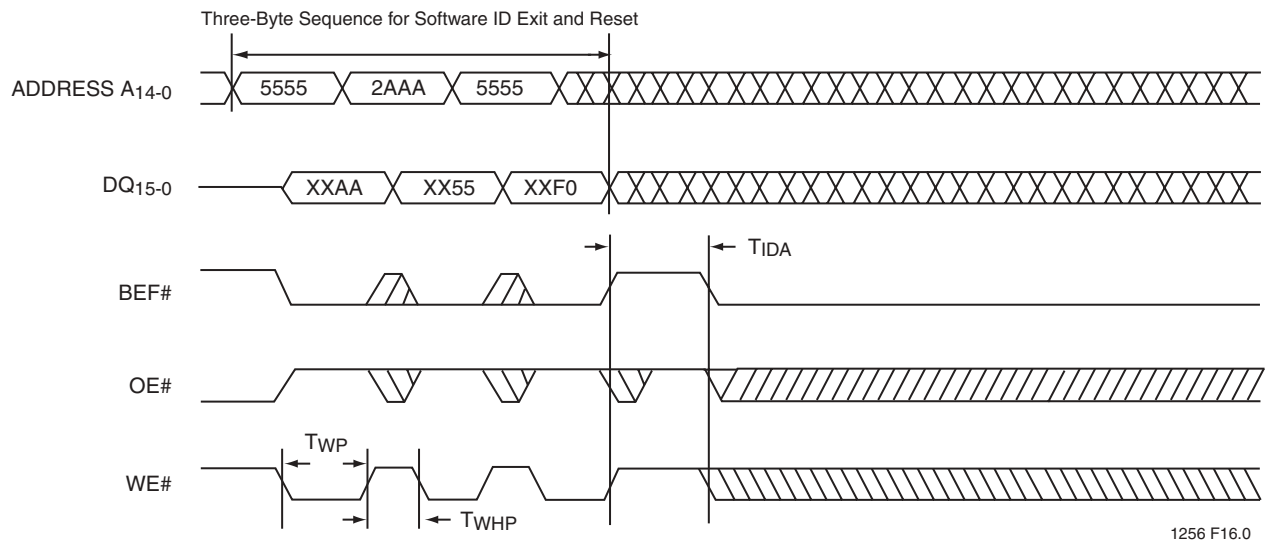 Three-Byte Sequence for Software ID Exit and Reset
ADDRESS A14-0 5555 2AAA 5555
DQ15-0 XXAA XX55 XXF0
TIDA
BEF#
OE#
TWP
WE#
TWHP
1256 F16.0